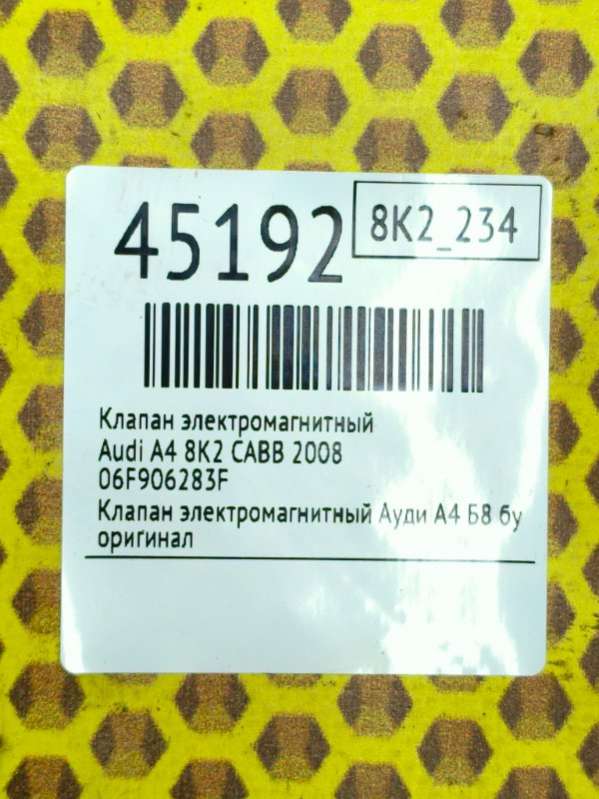 45192
8K2_234
Клапан электромагнитный
Audi A4 8K2 CABB 2008
06F906283F
Клапан электромагнитный Ауди А4 Б8 бу
оригинал